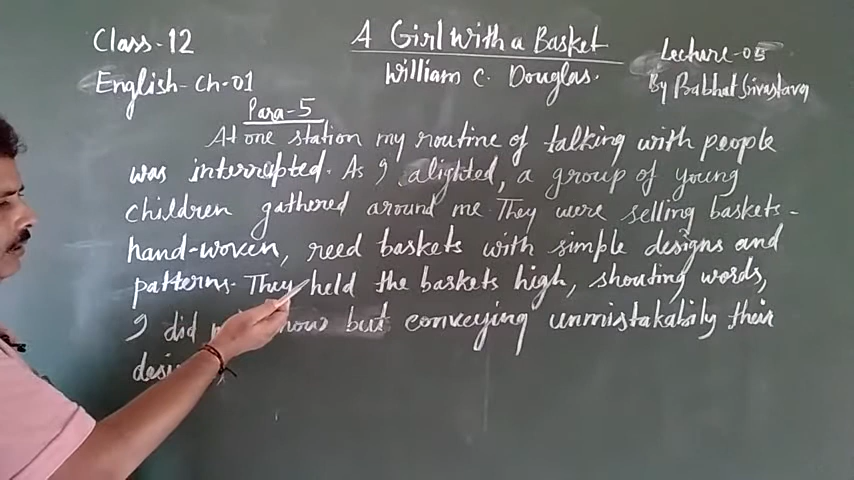 Class-12
A Girl With a Basket
Lecture-05
English-Ch-01
William C. Douglas.
By Prabhat Srivastava
Para-5
At one station my routine of talking with people
was interrupted. As I alighted, a group of young
children gathered around me. They were selling baskets-
hand-woven, reed baskets with simple designs and
patterns. They held the baskets high, shouting words,
I did but conveying unmistakably their